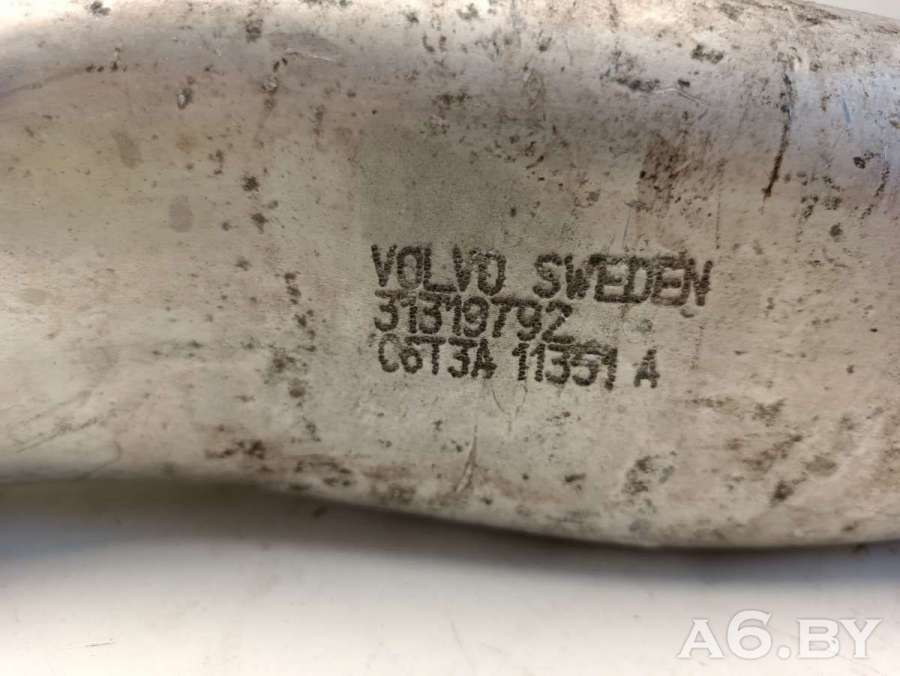 VOLVO SWEDEN
31319792
C6T3A 11351 A
A6.BY